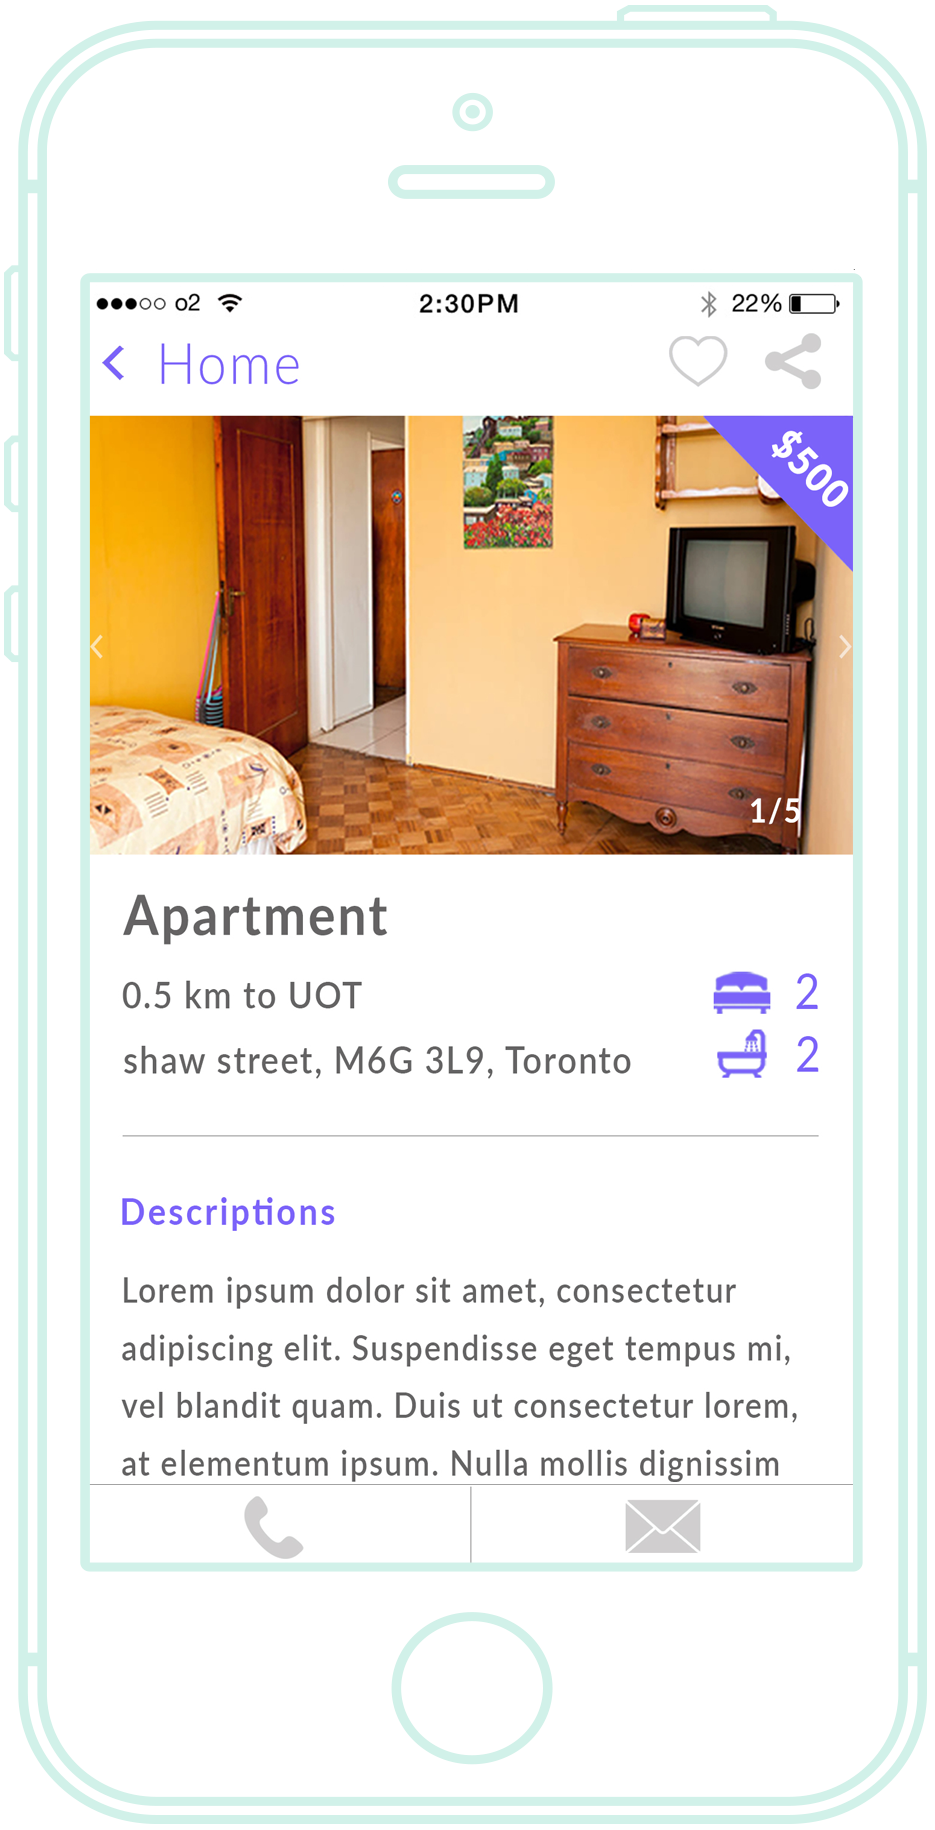 o2 2:30PM 22%
Home
$500
1/5
Apartment
0.5 km to UOT
2
shaw street, M6G 3L9, Toronto
2
Descriptions
Lorem ipsum dolor sit amet, consectetur
adipiscing elit. Suspendisse eget tempus mi,
vel blandit quam. Duis ut consectetur lorem,
at elementum ipsum. Nulla mollis dignissim